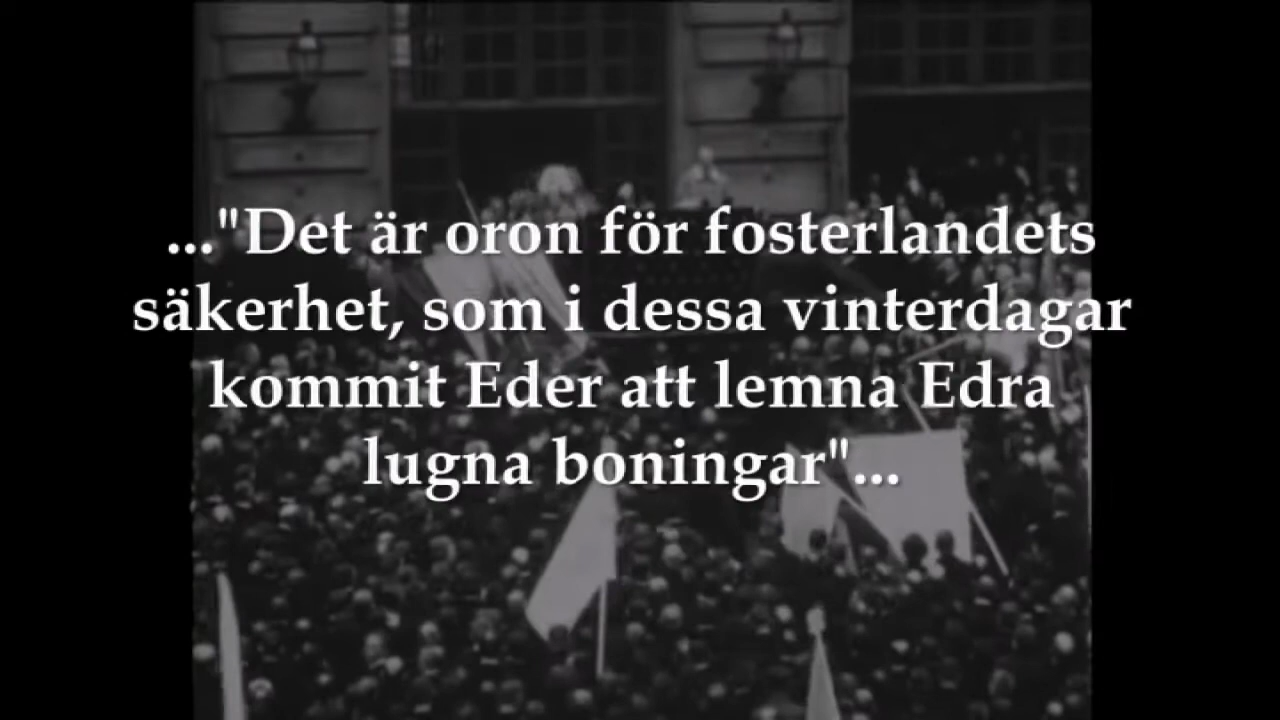 ..."Det är oron för fosterlandets
säkerhet, som i dessa vinterdagar
kommit Eder att lemna Edra
lugna boningar"...